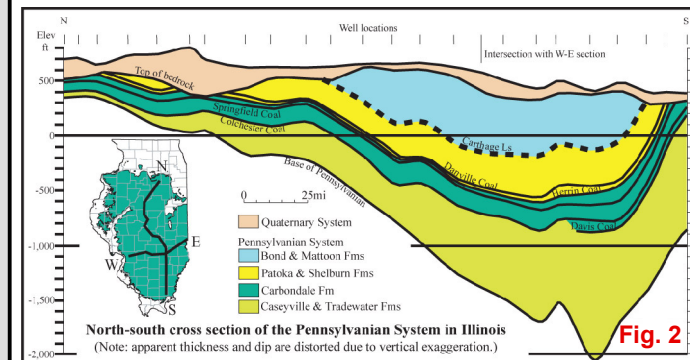 N
Well locations
S
Elev
ft
Intersection with W-E section
Top of bedrock
500
Springfield Coal
Colchester Coal
Carthage Ls
0
Danville Coal
Base of Pennsylvanian
Herrin Coal
-500
Davis Coal
-1,000
-1,500
-2,000
N
E
W
S
0 25mi
Quaternary System
Pennsylvanian System
Bond & Mattoon Fms
Patoka & Shelburn Fms
Carbondale Fm
Caseyville & Tradewater Fms
North-south cross section of the Pennsylvanian System in Illinois
(Note: apparent thickness and dip are distorted due to vertical exaggeration.)
Fig. 2